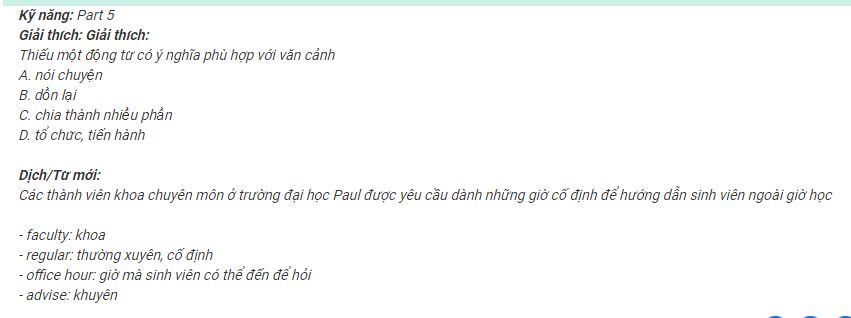 Kỹ năng: Part 5
Giải thích: Giải thích:
Thiếu một động từ có ý nghĩa phù hợp với văn cảnh
A. nói chuyện
B. dồn lại
C. chia thành nhiều phần
D. tổ chức, tiến hành
Dịch/Từ mới:
Các thành viên khoa chuyên môn ở trường đại học Paul được yêu cầu dành những giờ cố định để hướng dẫn sinh viên ngoài giờ học
- faculty: khoa
- regular: thường xuyên, cố định
- office hour: giờ mà sinh viên có thể đến để hỏi
- advise: khuyên